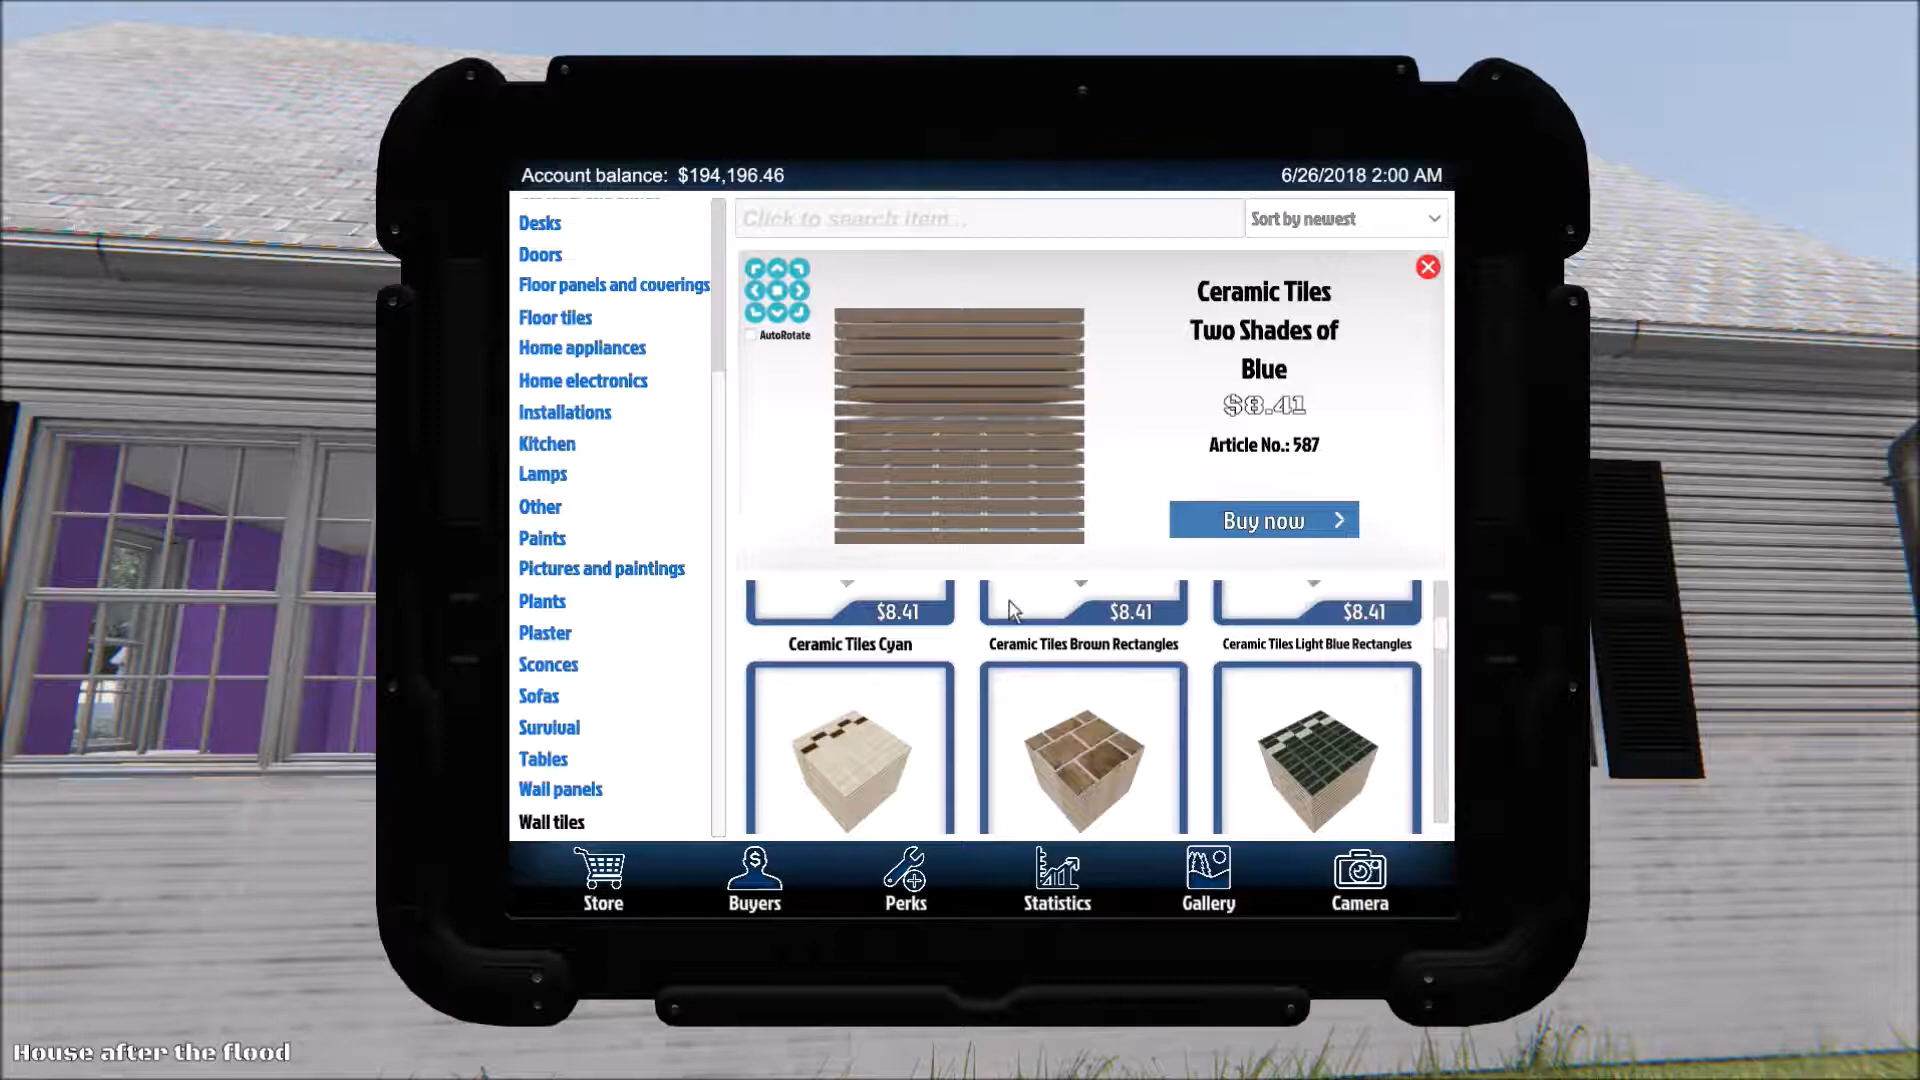 Account balance: $194,196.46
6/26/2018 2:00 AM
Desks
Doors
Floor panels and coverings
Floor tiles
Home appliances
Home electronics
Installations
Kitchen
Lamps
Other
Paints
Pictures and paintings
Plants
Plaster
Sconces
Sofas
Survival
Tables
Wall panels
Wall tiles
Click to search item...
Sort by newest
AutoRotate
Ceramic Tiles
Two Shades of
Blue
$8.41
Article No.: 587
Buy now
$8.41
$8.41
$8.41
Ceramic Tiles Cyan
Ceramic Tiles Brown Rectangles
Ceramic Tiles Light Blue Rectangles
Store
Buyers
Perks
Statistics
Gallery
Camera
House after the flood